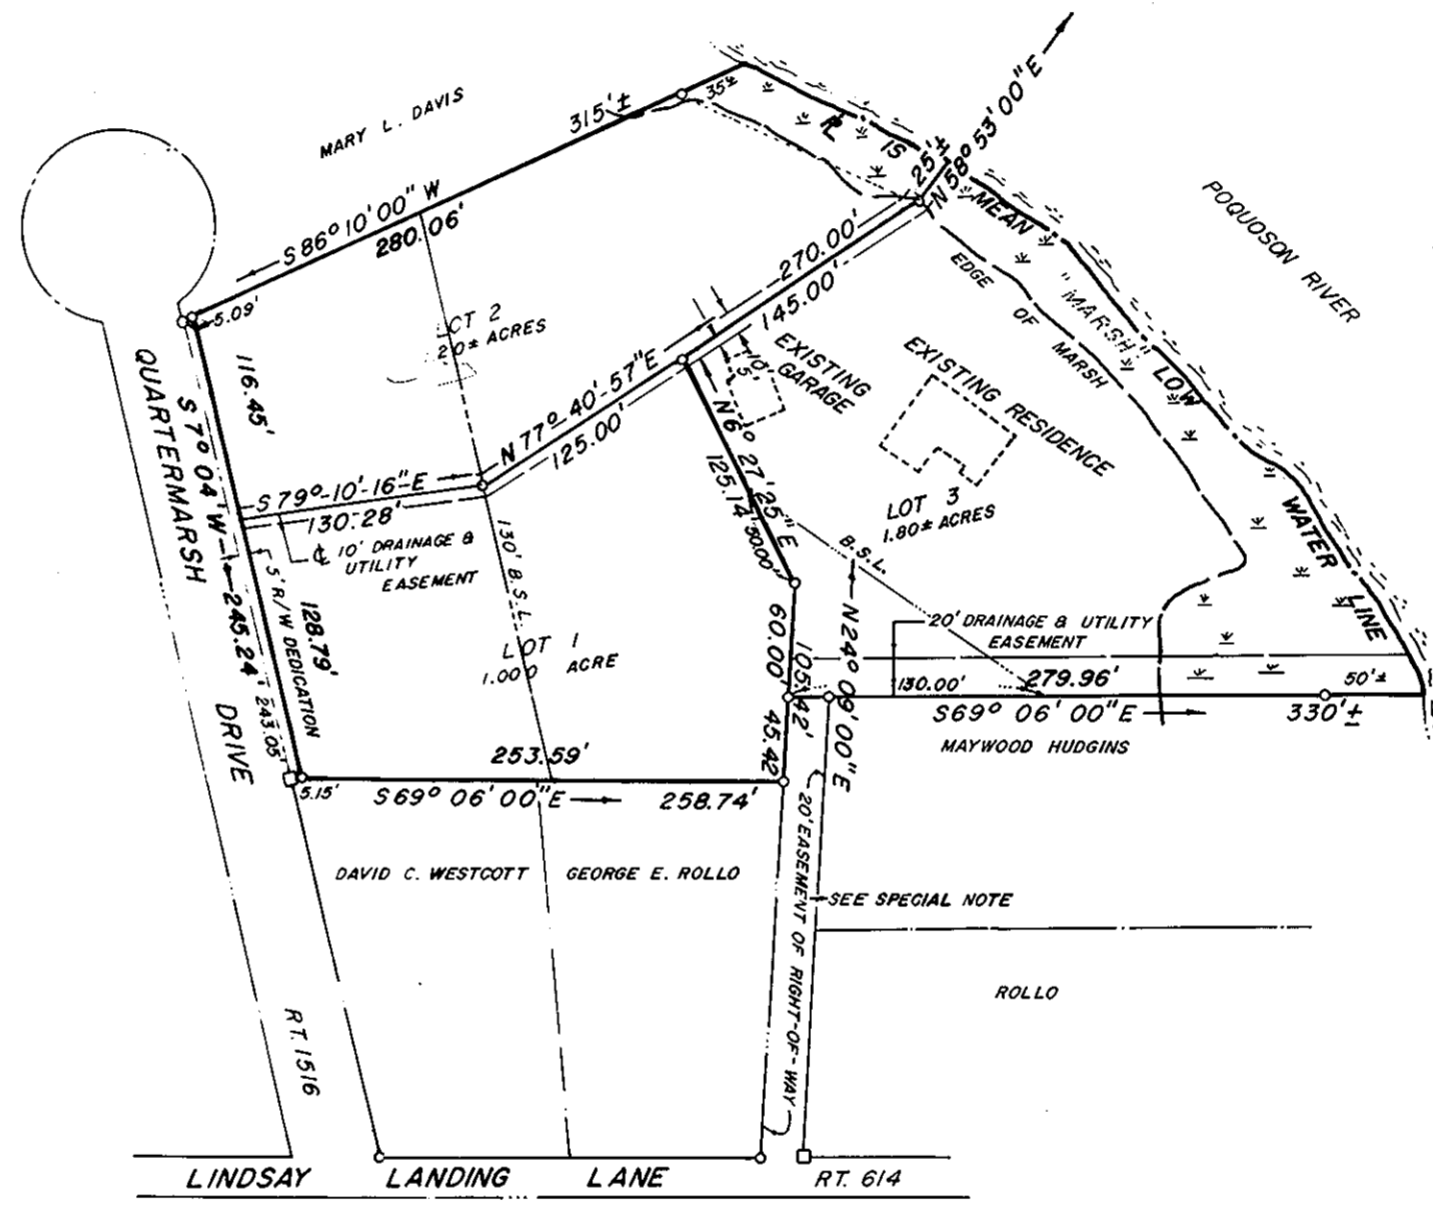 MARY L. DAVIS
315'±
35±
S 86° 10' 00" W
280.06'
5.09'
25'±
N 58° 53' 00" E
POQUOSON RIVER
IS
MEAN
"MARSH"
LOW
WATER
LINE
EDGE
OF
MARSH
270.00'
145.00'
LOT 2
2.0± ACRES
116.45'
N 77°-40'-57" E
125.00'
10'
5'
EXISTING
GARAGE
EXISTING RESIDENCE
LOT 3
1.80± ACRES
N 6° 27' 25" E
125.14'
50.00'
B.S.L.
QUARTERMARSH
DRIVE
S 7° 04' W
245.24'
243.05'
S 79°-10'-16" E
130.28'
℄ 10' DRAINAGE &
UTILITY
EASEMENT
5' R/W DEDICATION
128.79'
130' B.S.L.
LOT 1
1.000 ACRE
60.00'
105.42'
45.42'
N 24° 09' 00" E
20' DRAINAGE & UTILITY
EASEMENT
130.00'
279.96'
50'±
S69° 06' 00" E
330'±
MAYWOOD HUDGINS
253.59'
5.15'
S69° 06' 00" E
258.74'
DAVID C. WESTCOTT
GEORGE E. ROLLO
20' EASEMENT OF RIGHT-OF-WAY
SEE SPECIAL NOTE
ROLLO
RT. 1516
LINDSAY LANDING LANE
RT. 614